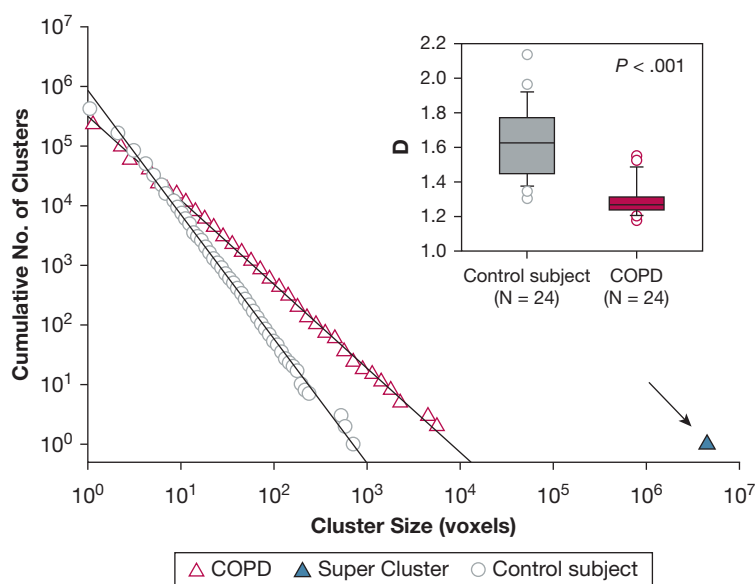 10^7
10^6
10^5
10^4
10^3
10^2
10^1
10^0
Cumulative No. of Clusters
10^0 10^1 10^2 10^3 10^4 10^5 10^6 10^7
Cluster Size (voxels)
2.2
2.0
1.8
1.6
1.4
1.2
1.0
D
P < .001
Control subject
(N = 24)
COPD
(N = 24)
COPD Super Cluster Control subject